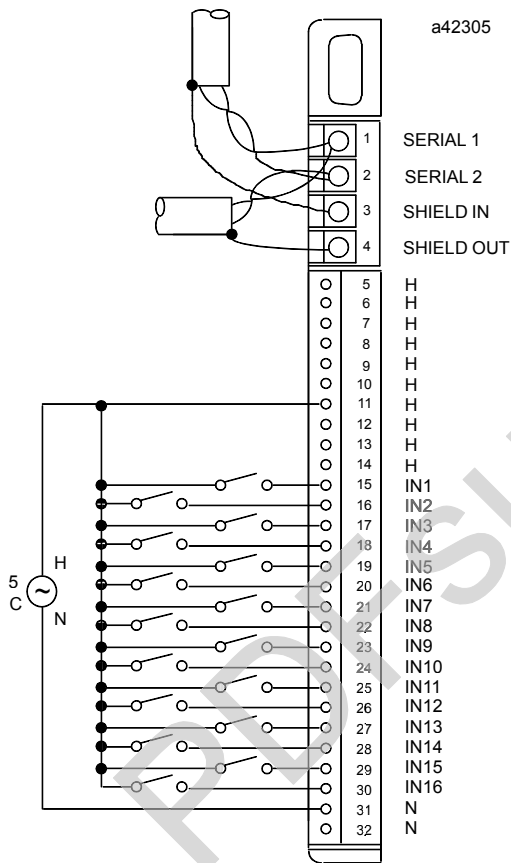 a42305
1 SERIAL 1
2 SERIAL 2
3 SHIELD IN
4 SHIELD OUT
5 H
6 H
7 H
8 H
9 H
10 H
11 H
12 H
13 H
14 H
15 IN1
16 IN2
17 IN3
18 IN4
19 IN5
20 IN6
21 IN7
22 IN8
23 IN9
24 IN10
25 IN11
26 IN12
27 IN13
28 IN14
29 IN15
30 IN16
31 N
32 N
H
5
C
N
PDFsu